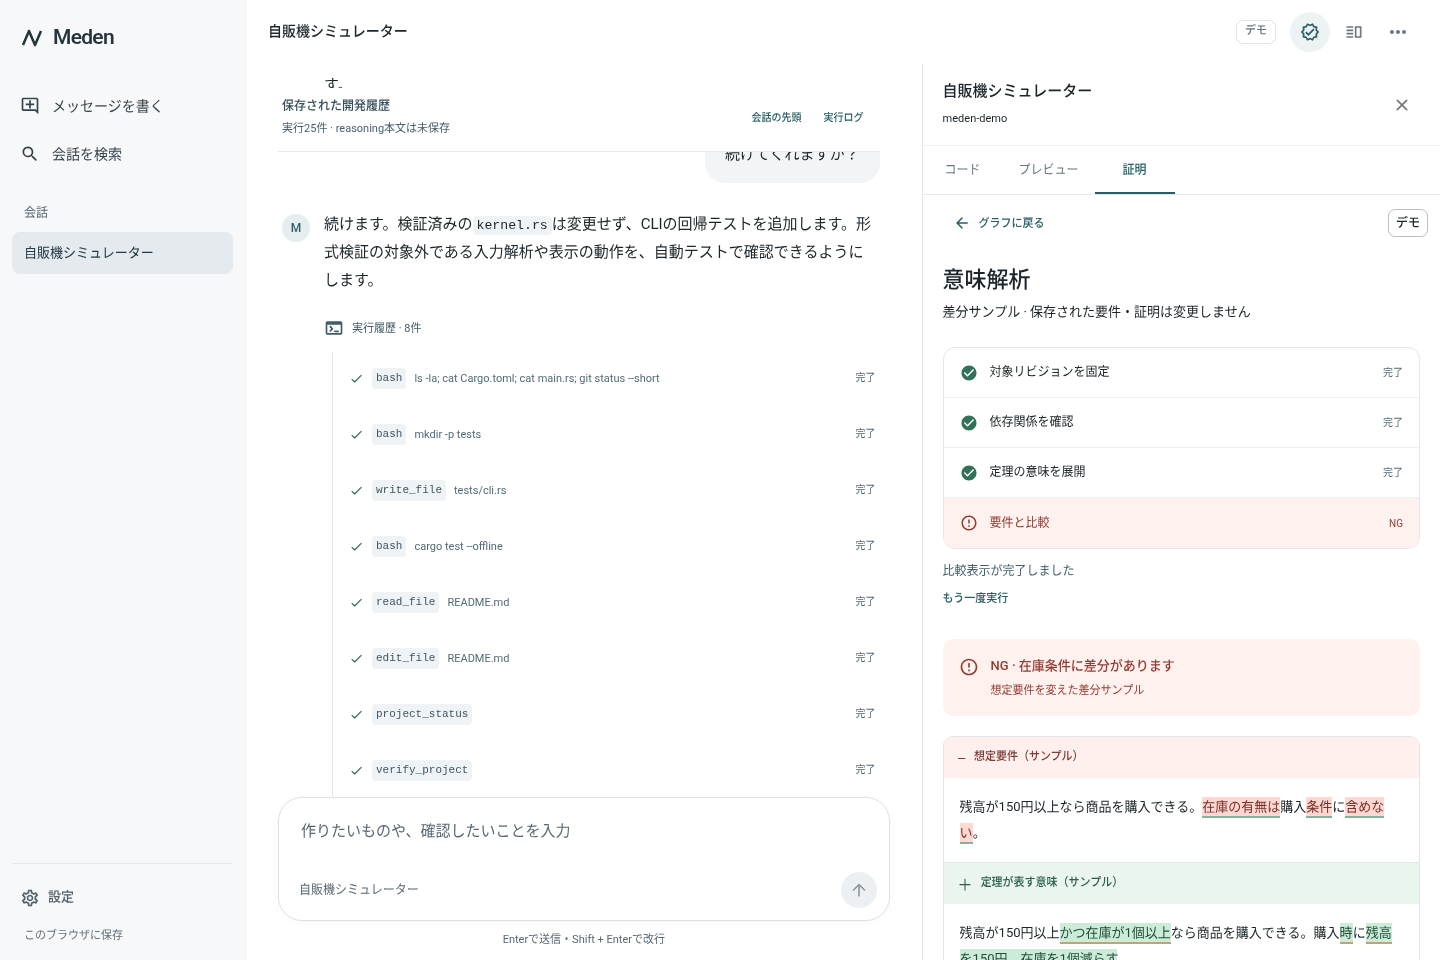 Meden
メッセージを書く
会話を検索
会話
自販機シミュレーター
設定
このブラウザに保存
自販機シミュレーター
デモ
す。
保存された開発履歴
実行25件 · reasoning本文は未保存
会話の先頭
実行ログ
続けてくれますか？
M
続けます。検証済みの kernel.rs は変更せず、CLIの回帰テストを追加します。形
式検証の対象外である入力解析や表示の動作を、自動テストで確認できるように
します。
実行履歴 · 8件
bash ls -la; cat Cargo.toml; cat main.rs; git status --short 完了
bash mkdir -p tests 完了
write_file tests/cli.rs 完了
bash cargo test --offline 完了
read_file README.md 完了
edit_file README.md 完了
project_status 完了
verify_project 完了
作りたいものや、確認したいことを入力
自販機シミュレーター
Enterで送信・Shift + Enterで改行
自販機シミュレーター
meden-demo
コード
プレビュー
証明
グラフに戻る
デモ
意味解析
差分サンプル · 保存された要件・証明は変更しません
対象リビジョンを固定 完了
依存関係を確認 完了
定理の意味を展開 完了
要件と比較 NG
比較表示が完了しました
もう一度実行
NG · 在庫条件に差分があります
想定要件を変えた差分サンプル
− 想定要件（サンプル）
残高が150円以上なら商品を購入できる。在庫の有無は購入条件に含めな
い。
＋ 定理が表す意味（サンプル）
残高が150円以上かつ在庫が1個以上なら商品を購入できる。購入時に残高
を150円、在庫を1個減らす